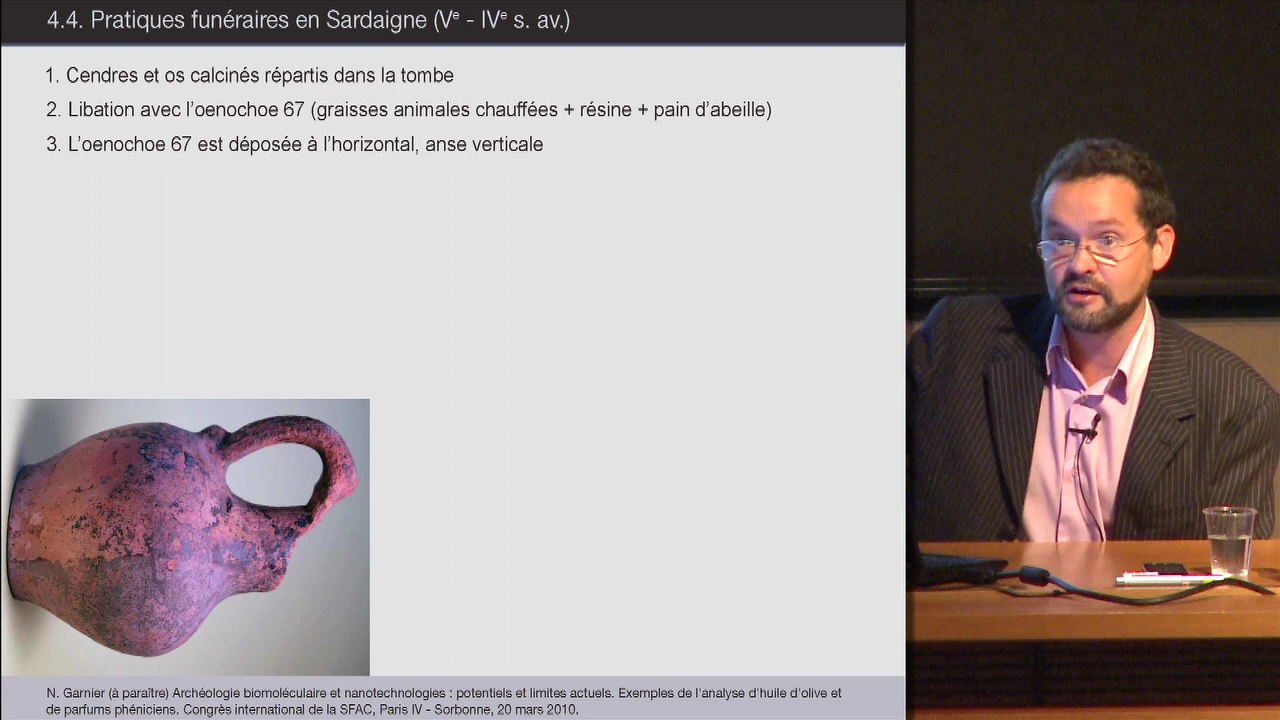 4.4. Pratiques funéraires en Sardaigne (Vᵉ - IVᵉ s. av.)
1. Cendres et os calcinés répartis dans la tombe
2. Libation avec l’oenochoe 67 (graisses animales chauffées + résine + pain d’abeille)
3. L’oenochoe 67 est déposée à l’horizontal, anse verticale
N. Garnier (à paraître) Archéologie biomoléculaire et nanotechnologies : potentiels et limites actuels. Exemples de l'analyse d'huile d'olive et
de parfums phéniciens. Congrès international de la SFAC, Paris IV - Sorbonne, 20 mars 2010.